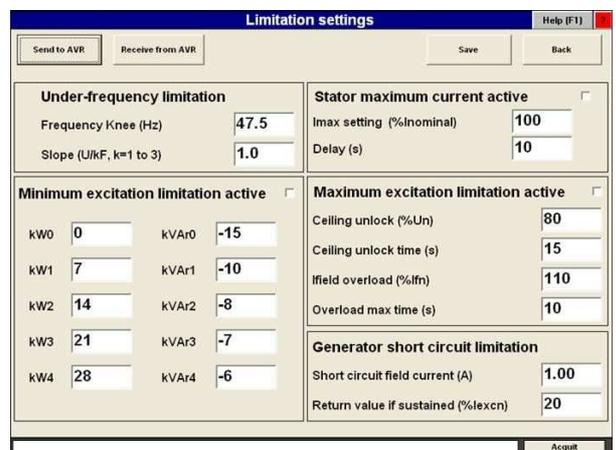 Limitation settings
Help (F1)
?
Send to AVR
Receive from AVR
Save
Back
Under-frequency limitation
Frequency Knee (Hz) 47.5
Slope (U/kF, k=1 to 3) 1.0
Stator maximum current active
Imax setting (%Inominal) 100
Delay (s) 10
Minimum excitation limitation active
kW0 0 kVAr0 -15
kW1 7 kVAr1 -10
kW2 14 kVAr2 -8
kW3 21 kVAr3 -7
kW4 28 kVAr4 -6
Maximum excitation limitation active
Ceiling unlock (%Un) 80
Ceiling unlock time (s) 15
Ifield overload (%Ifn) 110
Overload max time (s) 10
Generator short circuit limitation
Short circuit field current (A) 1.00
Return value if sustained (%Iexcn) 20
Acquit